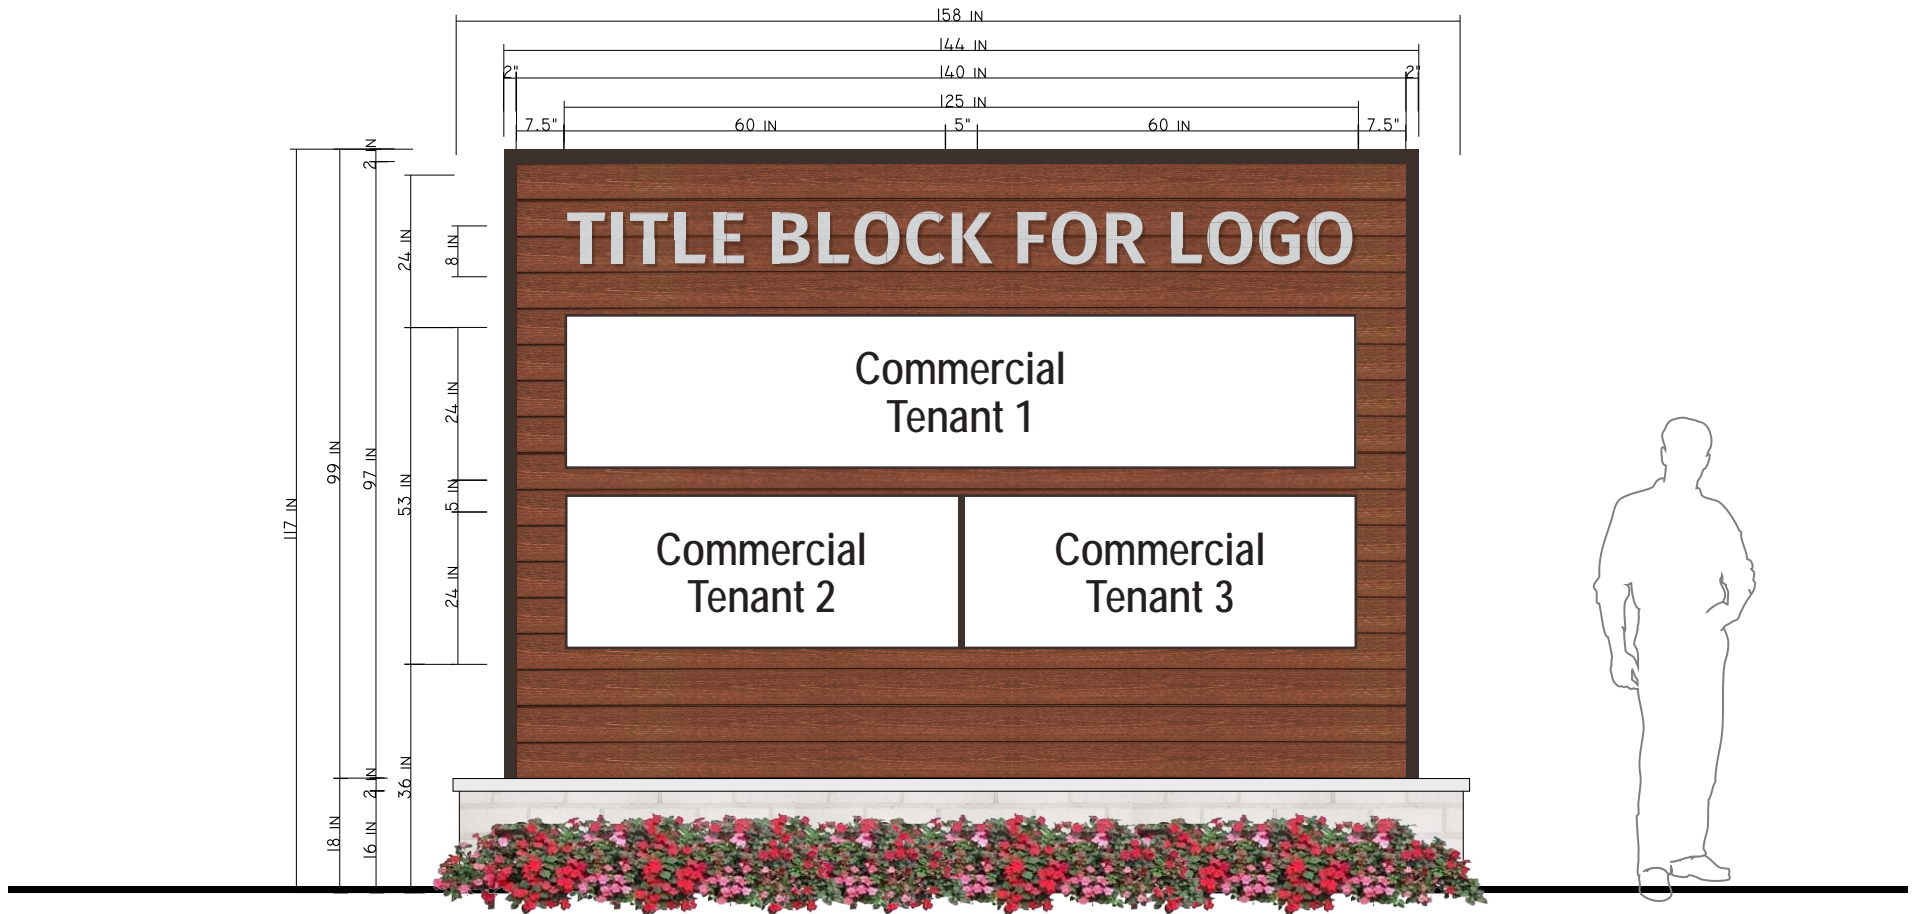 158 IN
144 IN
2" 140 IN 2"
125 IN
7.5" 60 IN 5" 60 IN 7.5"
2 IN
TITLE BLOCK FOR LOGO
24 IN
8 IN
Commercial
Tenant 1
24 IN
99 IN
97 IN
53 IN
5 IN
117 IN
Commercial
Tenant 2
Commercial
Tenant 3
24 IN
2 IN
36 IN
18 IN
16 IN